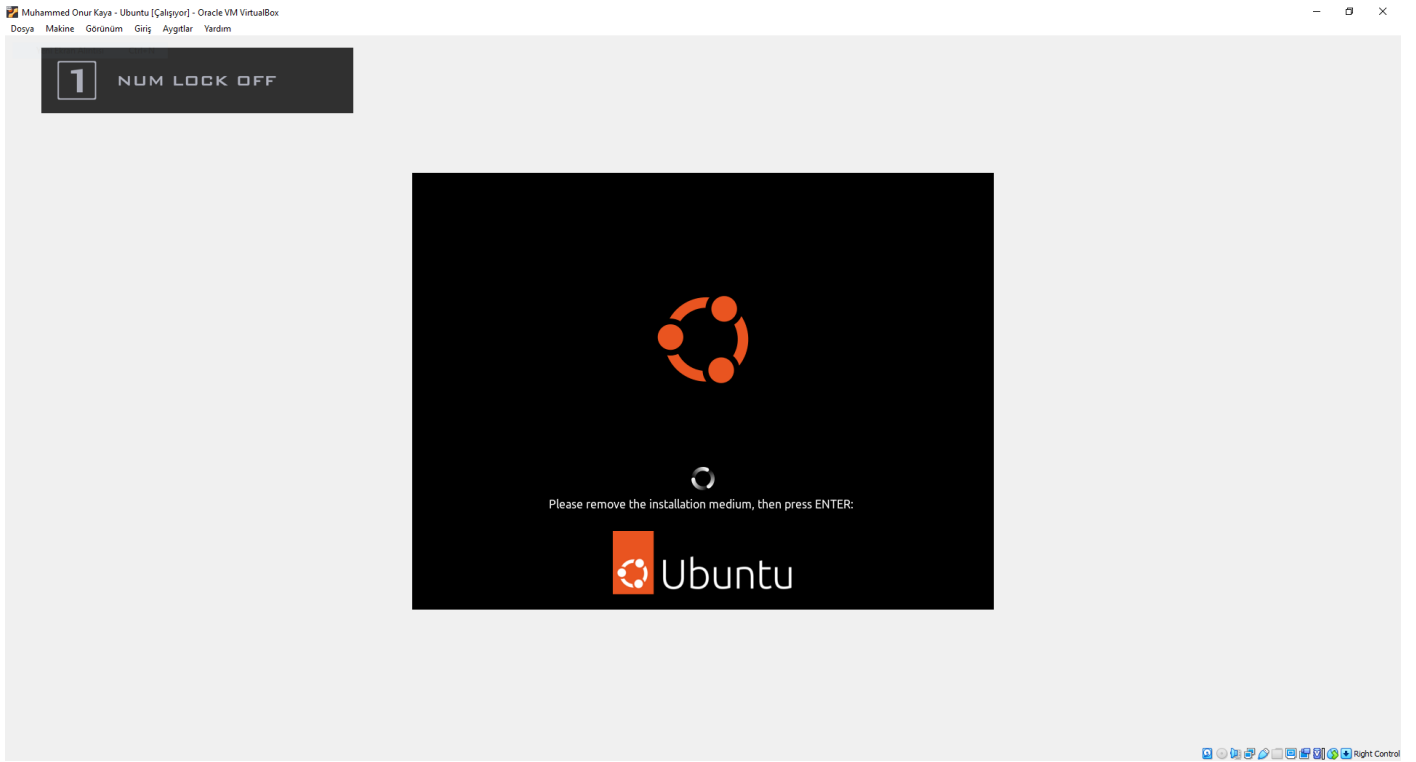 Muhammed Onur Kaya - Ubuntu [Çalışıyor] - Oracle VM VirtualBox
Dosya Makine Görünüm Giriş Aygıtlar Yardım
1 NUM LOCK OFF
Please remove the installation medium, then press ENTER:
Ubuntu
Right Control